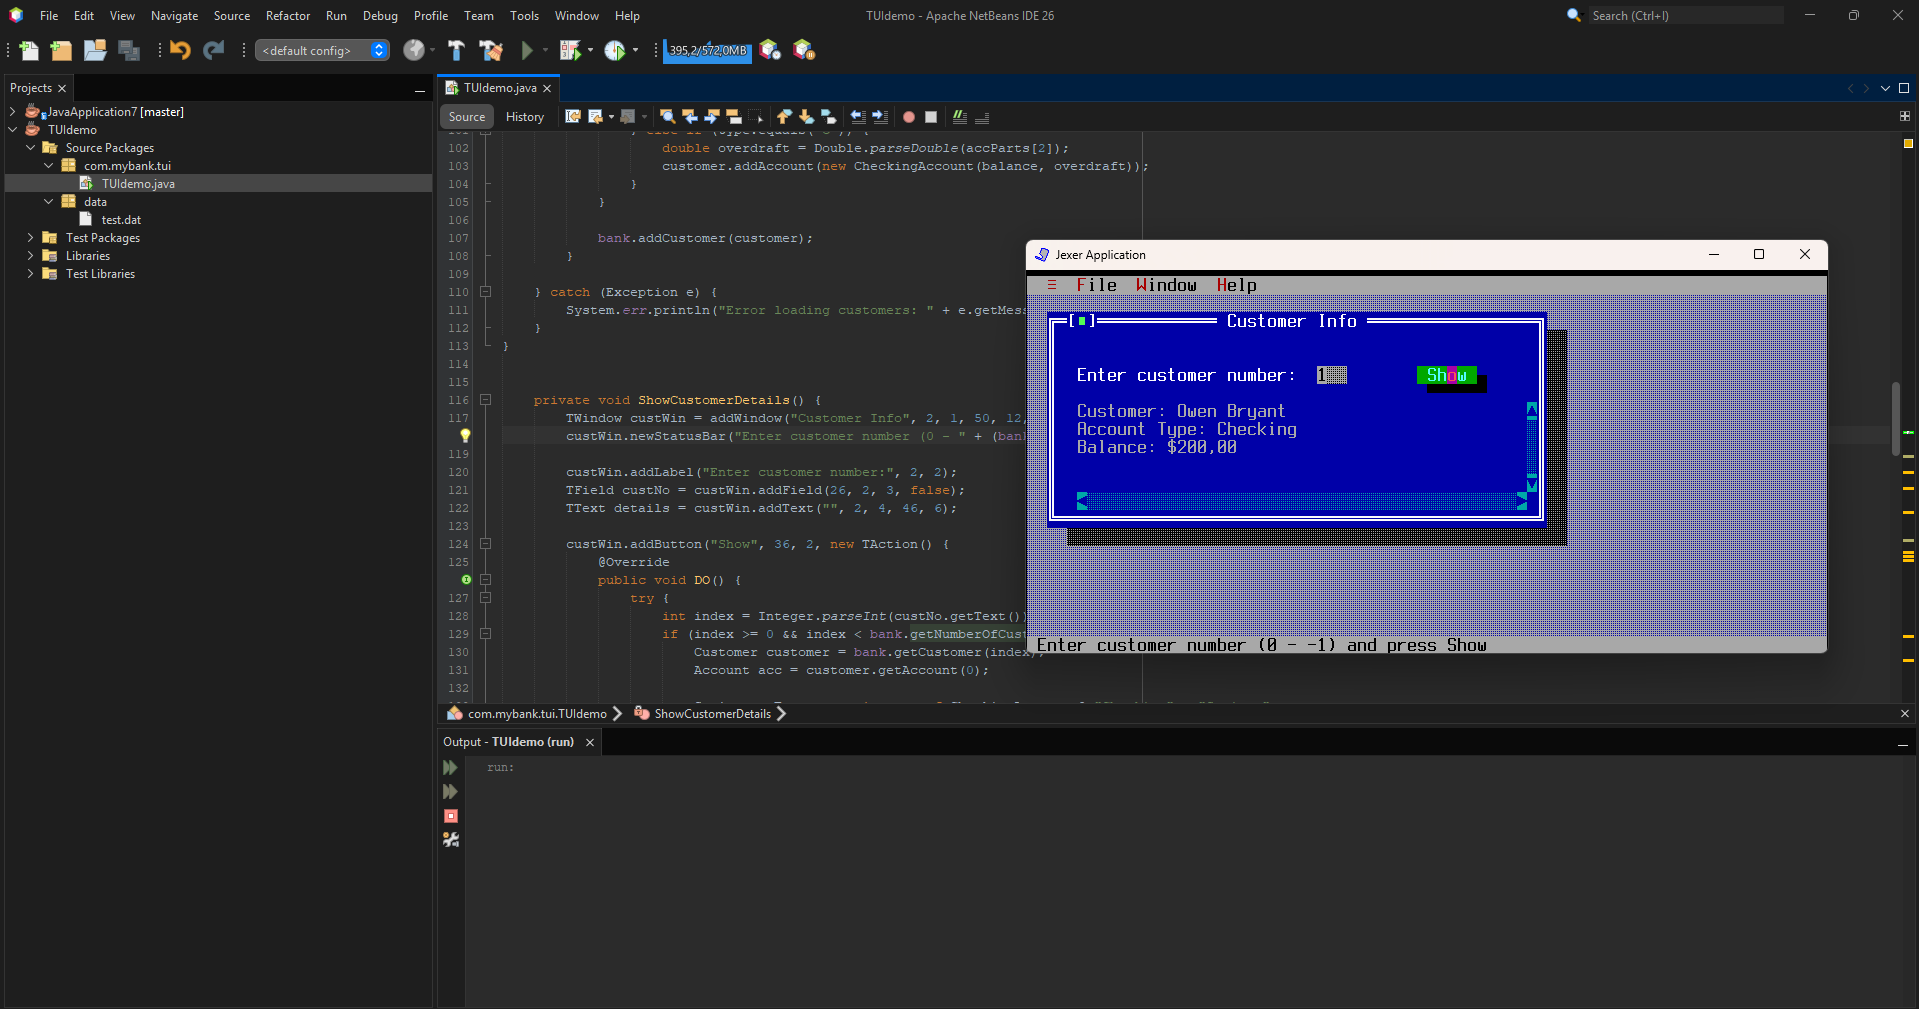 File Edit View Navigate Source Refactor Run Debug Profile Team Tools Window Help
TUIdemo - Apache NetBeans IDE 26
Search (Ctrl+I)
<default config>
395,2/572,0MB
Projects
JavaApplication7 [master]
TUIdemo
Source Packages
com.mybank.tui
TUIdemo.java
data
test.dat
Test Packages
Libraries
Test Libraries
TUIdemo.java
Source History
102 double overdraft = Double.parseDouble(accParts[2]);
103 customer.addAccount(new CheckingAccount(balance, overdraft));
104 }
105 }
106
107 bank.addCustomer(customer);
108 }
109
110 } catch (Exception e) {
111 System.err.println("Error loading customers: " + e.getMes
112 }
113 }
114
115
116 private void ShowCustomerDetails() {
117 TWindow custWin = addWindow("Customer Info", 2, 1, 50, 12,
custWin.newStatusBar("Enter customer number (0 - " + (ban
119
120 custWin.addLabel("Enter customer number:", 2, 2);
121 TField custNo = custWin.addField(26, 2, 3, false);
122 TText details = custWin.addText("", 2, 4, 46, 6);
123
124 custWin.addButton("Show", 36, 2, new TAction() {
125 @Override
public void DO() {
127 try {
128 int index = Integer.parseInt(custNo.getText())
129 if (index >= 0 && index < bank.getNumberOfCust
130 Customer customer = bank.getCustomer(index);
131 Account acc = customer.getAccount(0);
132
Jexer Application
File Window Help
Customer Info
Enter customer number: 1 Show
Customer: Owen Bryant
Account Type: Checking
Balance: $200,00
Enter customer number (0 - -1) and press Show
com.mybank.tui.TUIdemo ShowCustomerDetails
Output - TUIdemo (run)
run: